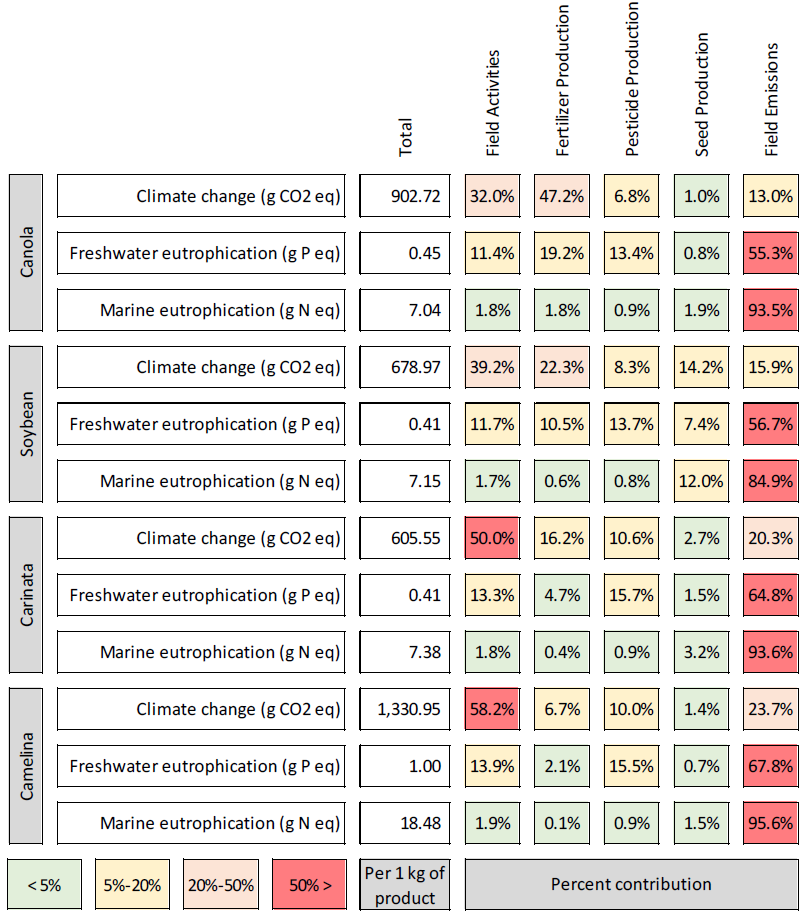 Total Field Activities Fertilizer Production Pesticide Production Seed Production Field Emissions
Canola
Climate change (g CO2 eq) 902.72 32.0% 47.2% 6.8% 1.0% 13.0%
Freshwater eutrophication (g P eq) 0.45 11.4% 19.2% 13.4% 0.8% 55.3%
Marine eutrophication (g N eq) 7.04 1.8% 1.8% 0.9% 1.9% 93.5%
Soybean
Climate change (g CO2 eq) 678.97 39.2% 22.3% 8.3% 14.2% 15.9%
Freshwater eutrophication (g P eq) 0.41 11.7% 10.5% 13.7% 7.4% 56.7%
Marine eutrophication (g N eq) 7.15 1.7% 0.6% 0.8% 12.0% 84.9%
Carinata
Climate change (g CO2 eq) 605.55 50.0% 16.2% 10.6% 2.7% 20.3%
Freshwater eutrophication (g P eq) 0.41 13.3% 4.7% 15.7% 1.5% 64.8%
Marine eutrophication (g N eq) 7.38 1.8% 0.4% 0.9% 3.2% 93.6%
Camelina
Climate change (g CO2 eq) 1,330.95 58.2% 6.7% 10.0% 1.4% 23.7%
Freshwater eutrophication (g P eq) 1.00 13.9% 2.1% 15.5% 0.7% 67.8%
Marine eutrophication (g N eq) 18.48 1.9% 0.1% 0.9% 1.5% 95.6%
< 5% 5%-20% 20%-50% 50% >
Per 1 kg of
product
Percent contribution